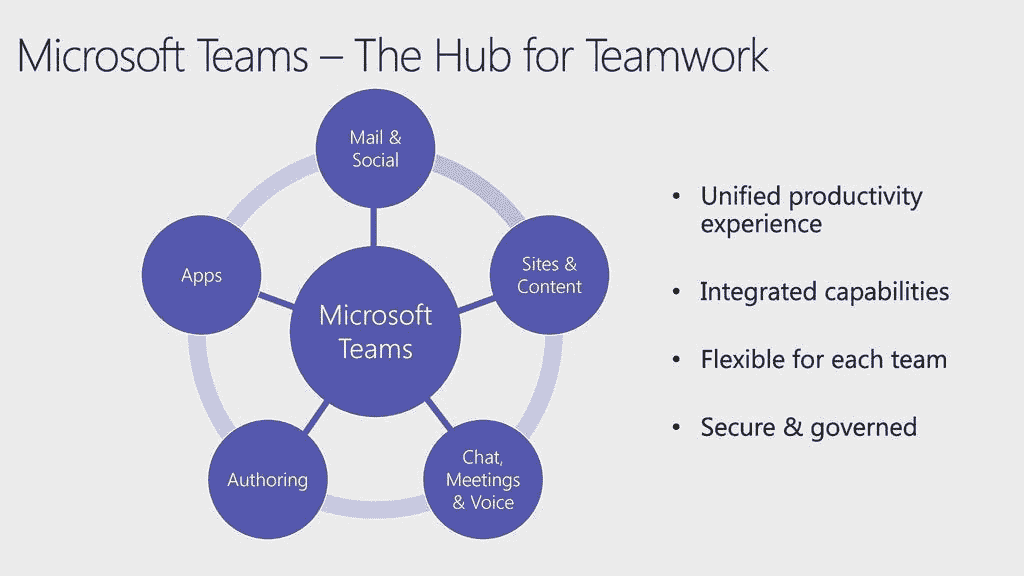 Microsoft Teams – The Hub for Teamwork
Mail &
Social
Apps
Sites &
Content
Microsoft
Teams
Authoring
Chat,
Meetings
& Voice
• Unified productivity
experience
• Integrated capabilities
• Flexible for each team
• Secure & governed